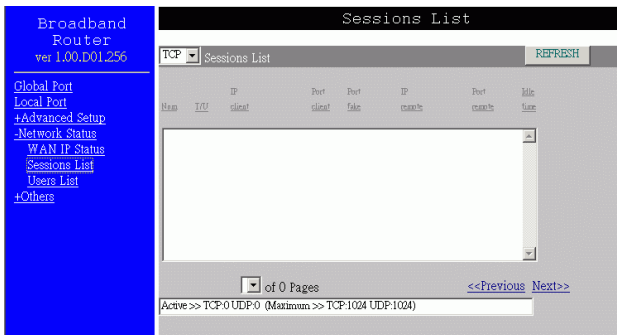 Broadband
Router
ver 1.00.D01.256
Global Port
Local Port
+Advanced Setup
-Network Status
WAN IP Status
Sessions List
Users List
+Others
Sessions List
TCP Sessions List REFRESH
IP Port Port IP Port Idle
Num T/U client client fake remote remote time
of 0 Pages <<Previous Next>>
Active >> TCP:0 UDP:0 (Maximum >> TCP:1024 UDP:1024)